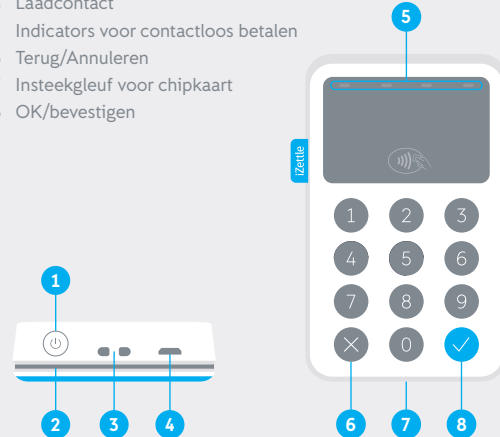 Laadcontact
Indicators voor contactloos betalen
Terug/Annuleren
Insteekgleuf voor chipkaart
OK/bevestigen
5
iZettle
1 2 3
4 5 6
7 8 9
0
1
2 3 4
6 7 8